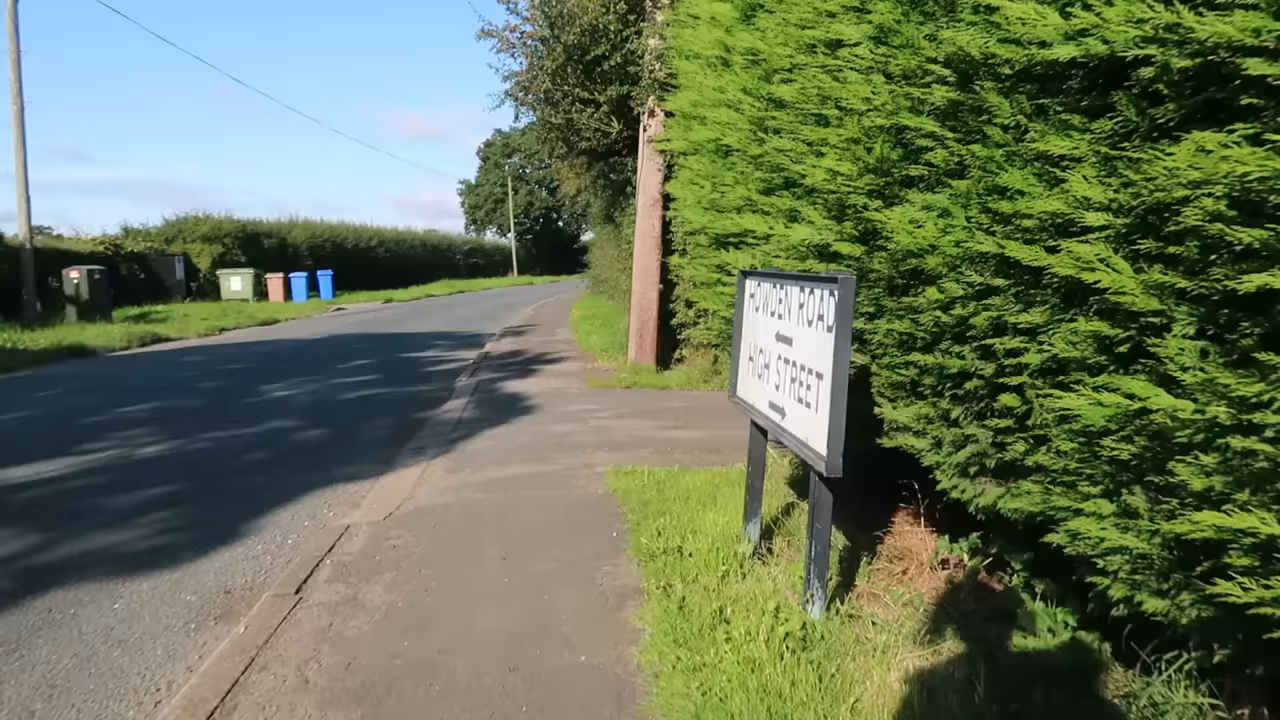 HOWDEN ROAD
←
HIGH STREET
→